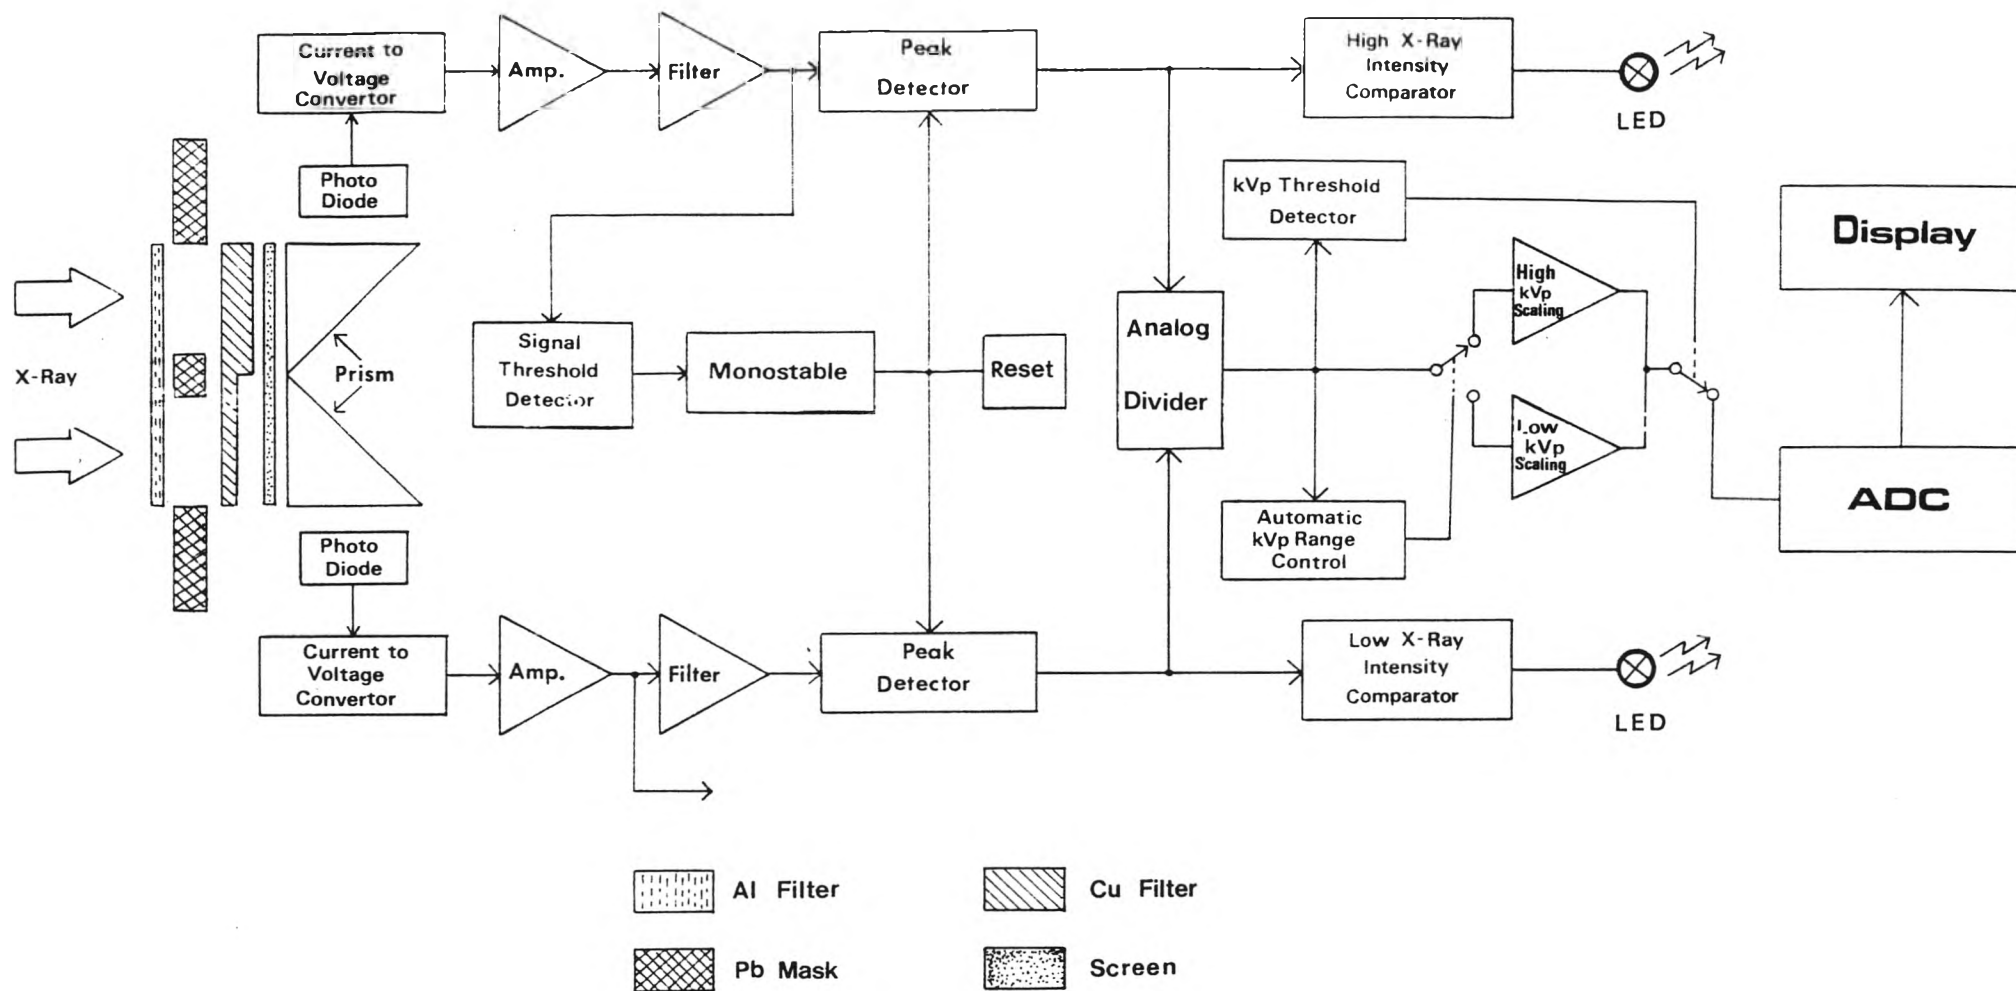 Current to
Voltage
Convertor
Amp.
Filter
Peak
Detector
High X-Ray
Intensity
Comparator
LED
Photo
Diode
kVp Threshold
Detector
Display
X-Ray
Prism
Signal
Threshold
Detector
Monostable
Reset
Analog
Divider
High
kVp
Scaling
Low
kVp
Scaling
ADC
Photo
Diode
Automatic
kVp Range
Control
Current to
Voltage
Convertor
Amp.
Filter
Peak
Detector
Low X-Ray
Intensity
Comparator
LED
Al Filter
Cu Filter
Pb Mask
Screen